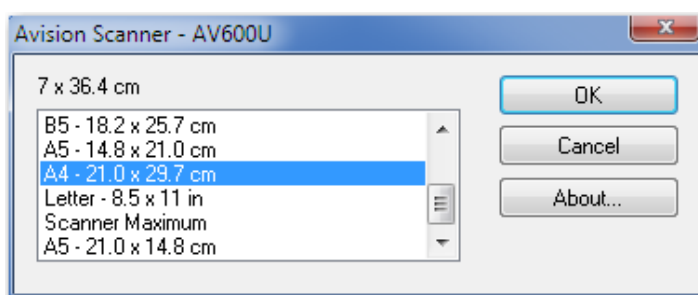 Avision Scanner - AV600U
7 x 36.4 cm
B5 - 18.2 x 25.7 cm
A5 - 14.8 x 21.0 cm
A4 - 21.0 x 29.7 cm
Letter - 8.5 x 11 in
Scanner Maximum
A5 - 21.0 x 14.8 cm
OK
Cancel
About...